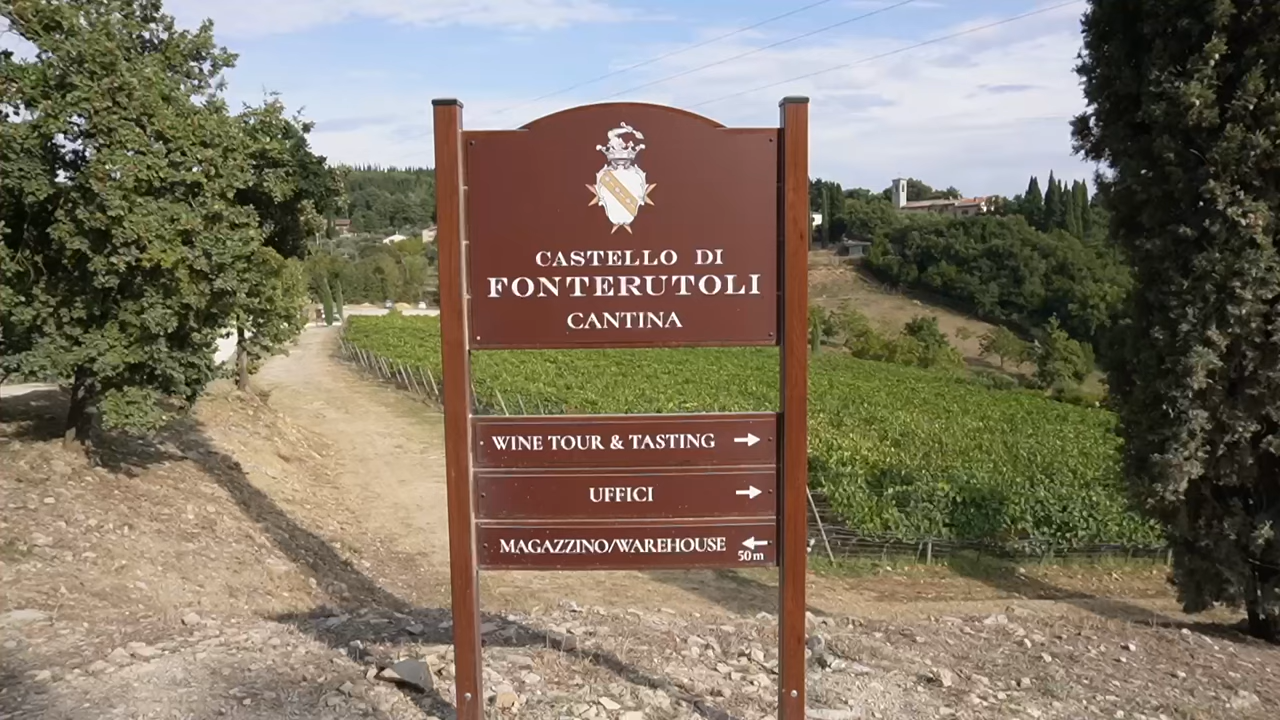 CASTELLO DI
FONTERUTOLI
CANTINA
WINE TOUR & TASTING
UFFICI
MAGAZZINO/WAREHOUSE
50 m